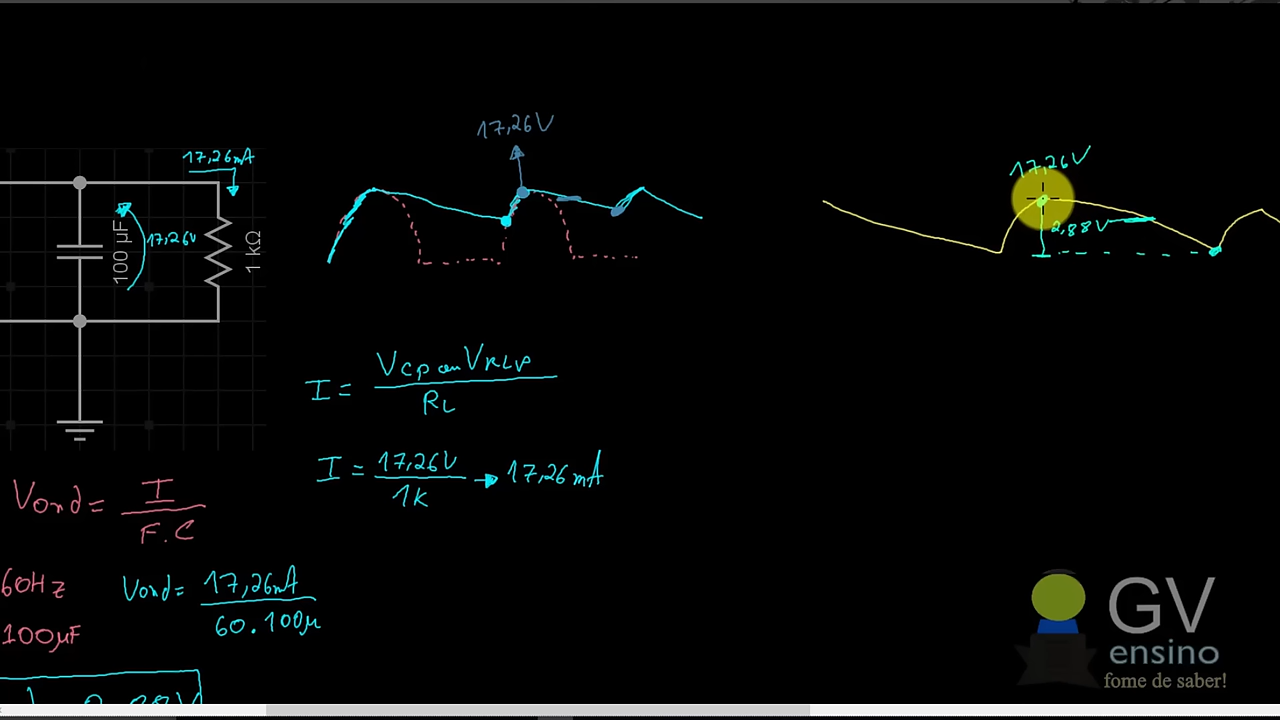 17,26mA
17,26V
100 µF
1 kΩ
17,26V
17,26V
2,88V
I = VCP ou VRLP
RL
I = 17,26V
1K
→ 17,26mA
Vond = I
F.C
60Hz
100µF
Vond = 17,26mA
60.100µ
GV
ensino
fome de saber!